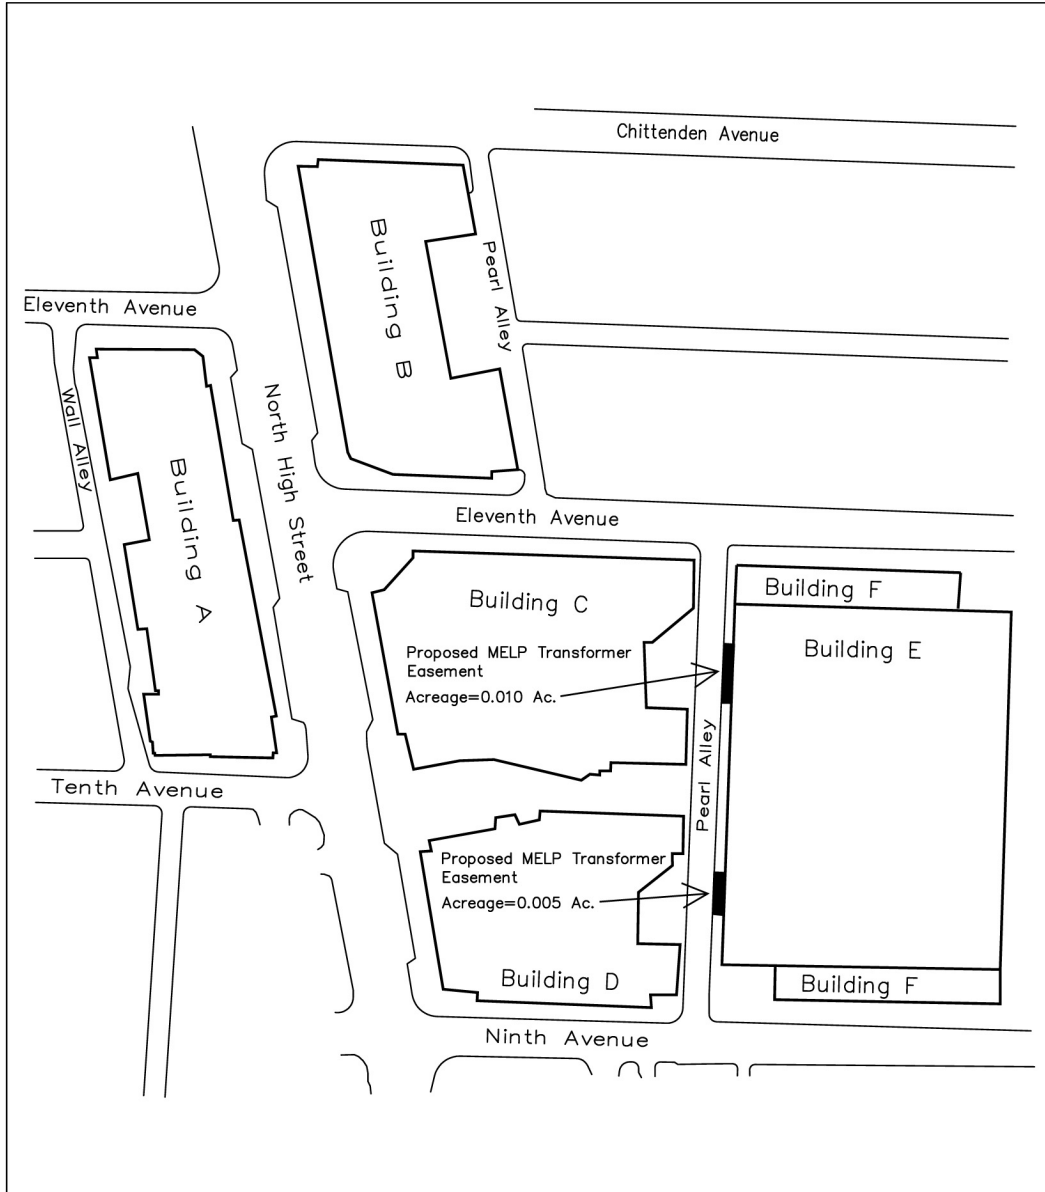 Chittenden Avenue
Building B
Pearl Alley
Eleventh Avenue
Wall Alley
North High Street
Building A
Eleventh Avenue
Building C
Building F
Proposed MELP Transformer
Easement
Acreage=0.010 Ac.
Building E
Pearl Alley
Tenth Avenue
Proposed MELP Transformer
Easement
Acreage=0.005 Ac.
Building D
Building F
Ninth Avenue